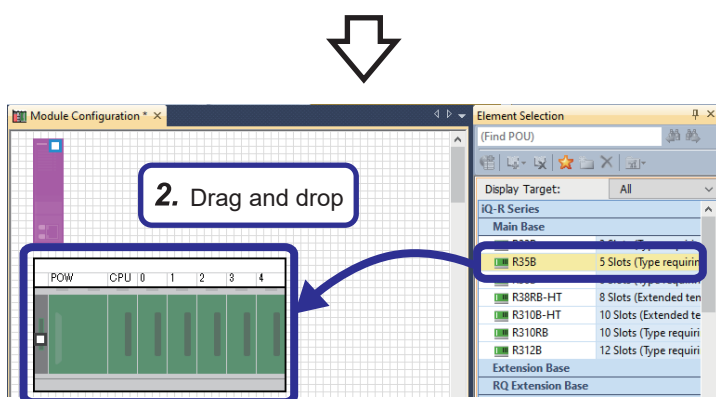 Module Configuration *
Element Selection
(Find POU)
Display Target: All
iQ-R Series
Main Base
2. Drag and drop
R35B 5 Slots (Type requirin
POW CPU 0 1 2 3 4
R38RB-HT 8 Slots (Extended ten
R310B-HT 10 Slots (Extended te
R310RB 10 Slots (Type requiri
R312B 12 Slots (Type requiri
Extension Base
RQ Extension Base